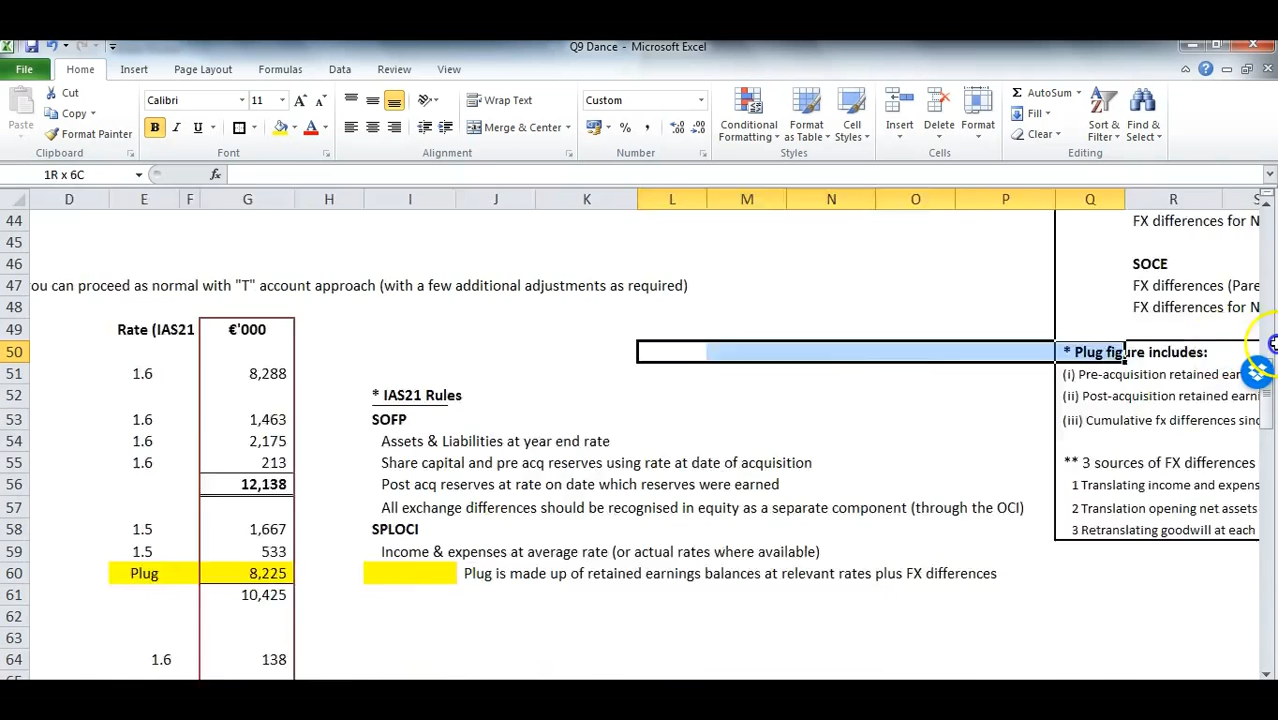 Q9 Dance - Microsoft Excel
File Home Insert Page Layout Formulas Data Review View
Paste Cut Copy Format Painter
Calibri 11
B I U A
Wrap Text
Merge & Center
Custom
%
Conditional Formatting
Format as Table
Cell Styles
Insert Delete Format
AutoSum
Fill
Clear
Sort & Filter
Find & Select
Clipboard Font Alignment Number Styles Cells Editing
1R x 6C fx
D E F G H I J K L M N O P Q R S
44 FX differences for N
45
46 SOCE
47 ou can proceed as normal with "T" account approach (with a few additional adjustments as required) FX differences (Pare
48 FX differences for N
49 Rate (IAS21 €'000
50 * Plug figure includes:
51 1.6 8,288 (i) Pre-acquisition retained ear
52 * IAS21 Rules (ii) Post-acquisition retained earni
53 1.6 1,463 SOFP (iii) Cumulative fx differences sinc
54 1.6 2,175 Assets & Liabilities at year end rate
55 1.6 213 Share capital and pre acq reserves using rate at date of acquisition ** 3 sources of FX differences
56 12,138 Post acq reserves at rate on date which reserves were earned 1 Translating income and expens
57 All exchange differences should be recognised in equity as a separate component (through the OCI) 2 Translation opening net assets
58 1.5 1,667 SPLOCI 3 Retranslating goodwill at each
59 1.5 533 Income & expenses at average rate (or actual rates where available)
60 Plug 8,225 Plug is made up of retained earnings balances at relevant rates plus FX differences
61 10,425
62
63
64 1.6 138